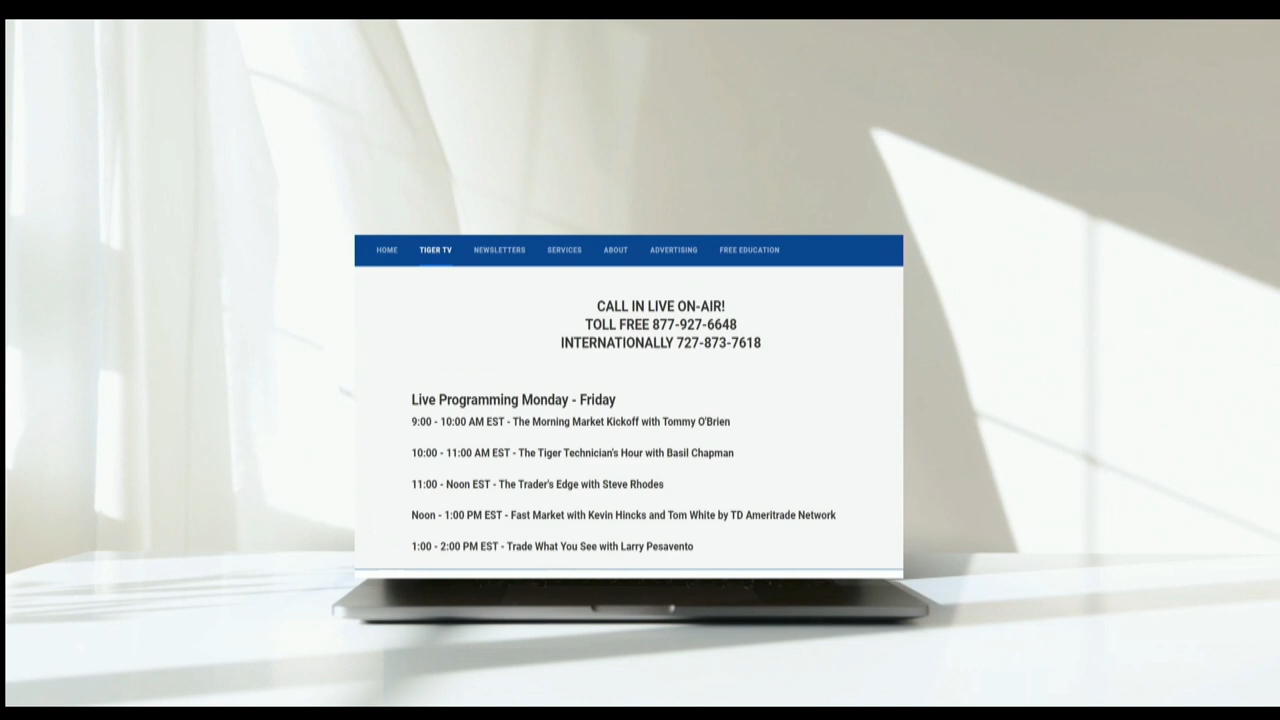 HOME TIGER TV NEWSLETTERS SERVICES ABOUT ADVERTISING FREE EDUCATION
CALL IN LIVE ON-AIR!
TOLL FREE 877-927-6648
INTERNATIONALLY 727-873-7618
Live Programming Monday - Friday
9:00 - 10:00 AM EST - The Morning Market Kickoff with Tommy O'Brien
10:00 - 11:00 AM EST - The Tiger Technician's Hour with Basil Chapman
11:00 - Noon EST - The Trader's Edge with Steve Rhodes
Noon - 1:00 PM EST - Fast Market with Kevin Hincks and Tom White by TD Ameritrade Network
1:00 - 2:00 PM EST - Trade What You See with Larry Pesavento